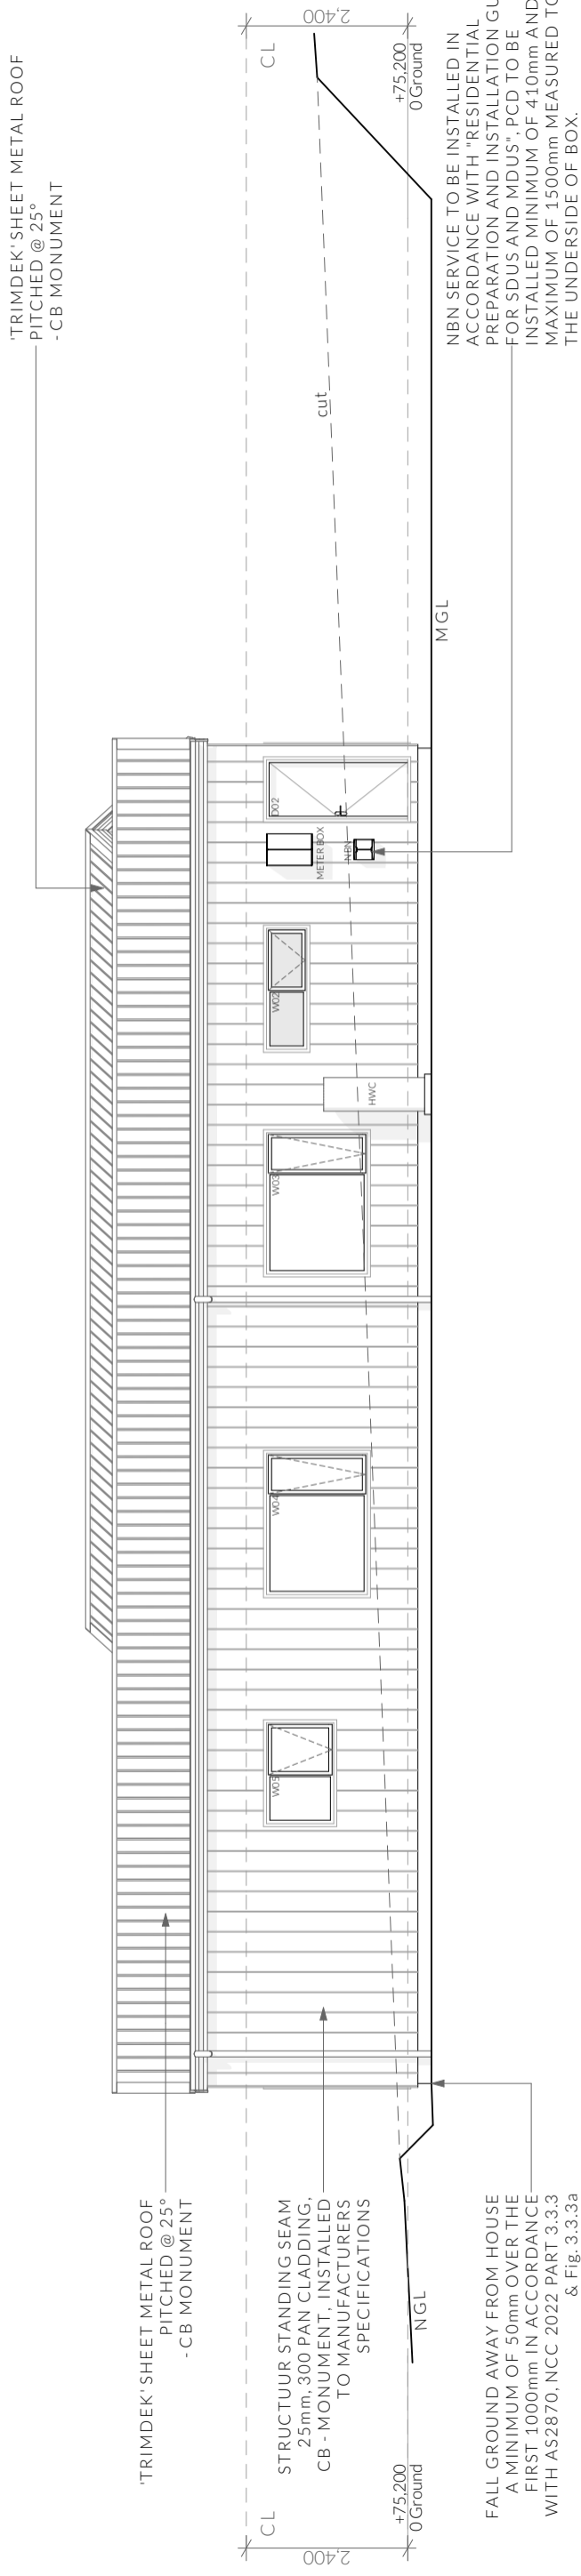 'TRIMDEK' SHEET METAL ROOF
PITCHED @ 25°
- CB MONUMENT
'TRIMDEK' SHEET METAL ROOF
PITCHED @ 25°
- CB MONUMENT
STRUCTUUR STANDING SEAM
25mm, 300 PAN CLADDING,
CB - MONUMENT, INSTALLED
TO MANUFACTURERS
SPECIFICATIONS
CL
2,400
+75,200
0 Ground
NGL
FALL GROUND AWAY FROM HOUSE
A MINIMUM OF 50mm OVER THE
FIRST 1000mm IN ACCORDANCE
WITH AS2870, NCC 2022 PART 3.3.3
& Fig. 3.3.3a
W05
W04
W03
HWC
W02
METER BOX
NBN
D02
cut
MGL
CL
2,400
+75,200
0 Ground
NBN SERVICE TO BE INSTALLED IN
ACCORDANCE WITH "RESIDENTIAL
PREPARATION AND INSTALLATION
FOR SDUS AND MDUS", PCD TO BE
INSTALLED MINIMUM OF 410mm AND
MAXIMUM OF 1500mm MEASURED TO
THE UNDERSIDE OF BOX.